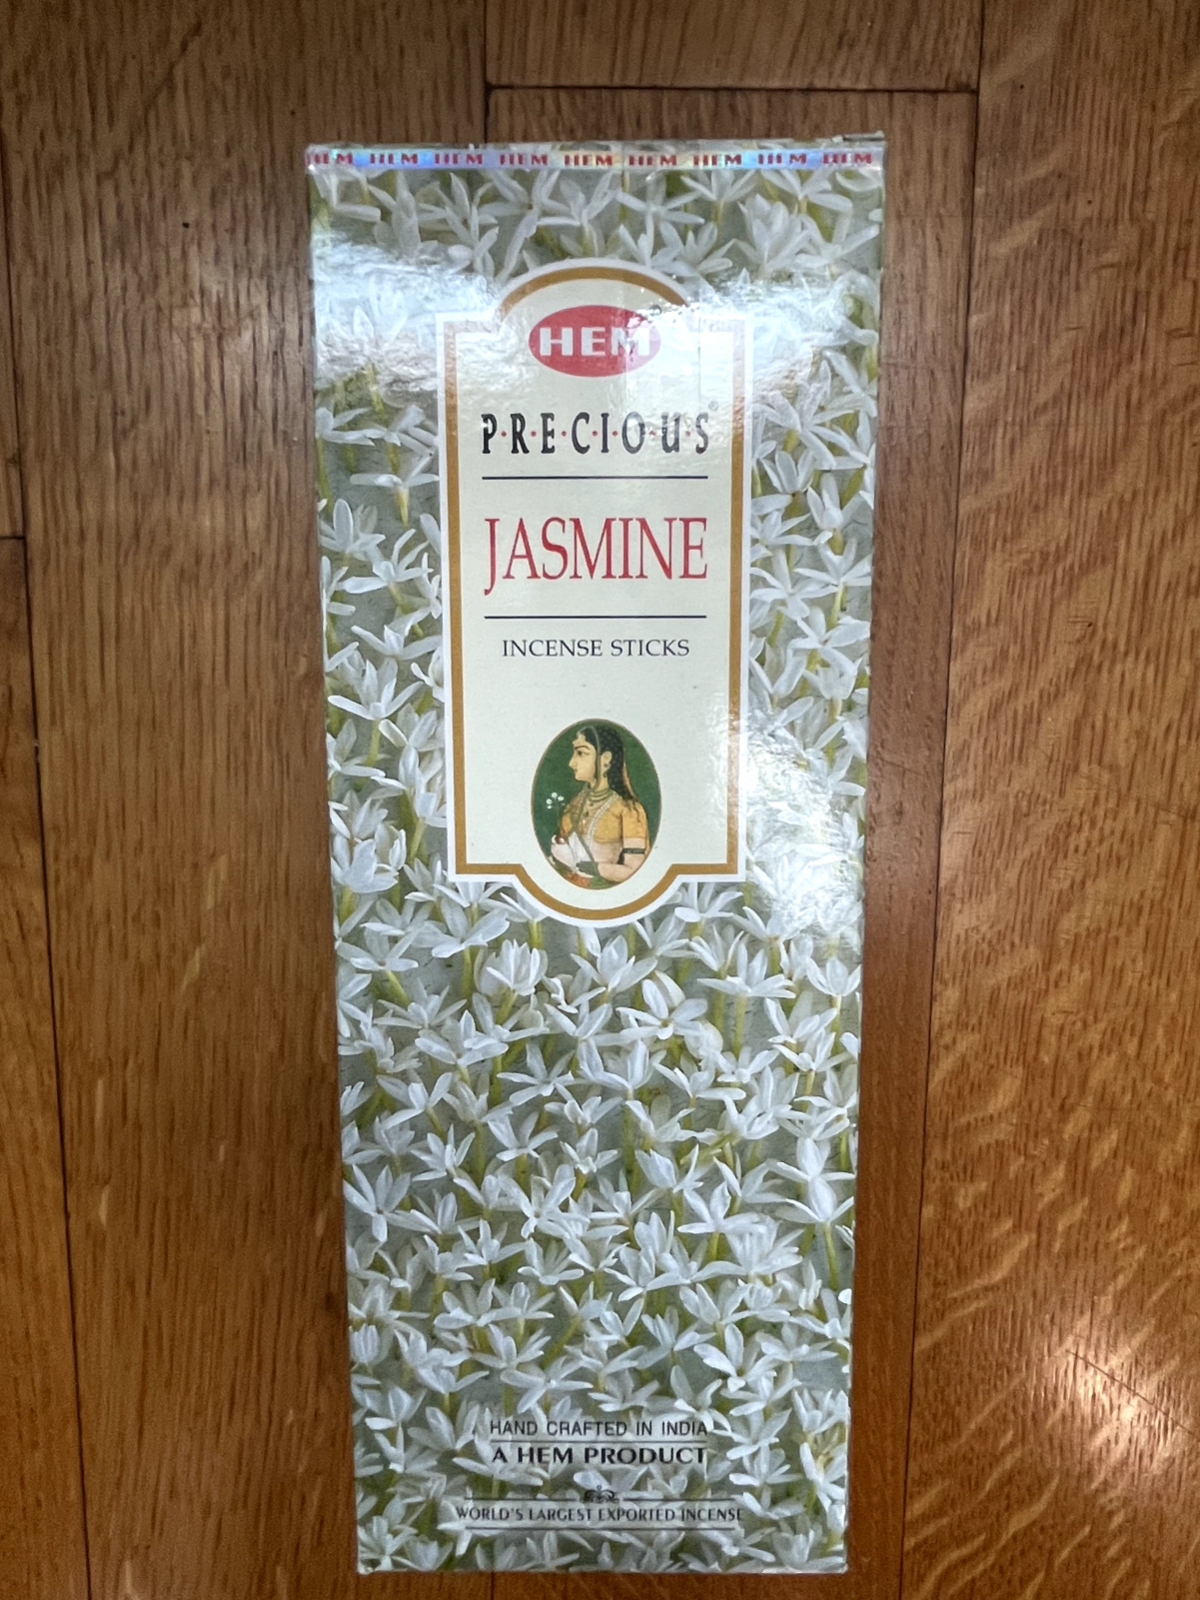 HEM HEM HEM HEM HEM HEM HEM HEM HEM
HEM
PRECIOUS®
JASMINE
INCENSE STICKS
HAND CRAFTED IN INDIA
A HEM PRODUCT
WORLD'S LARGEST EXPORTED INCENSE